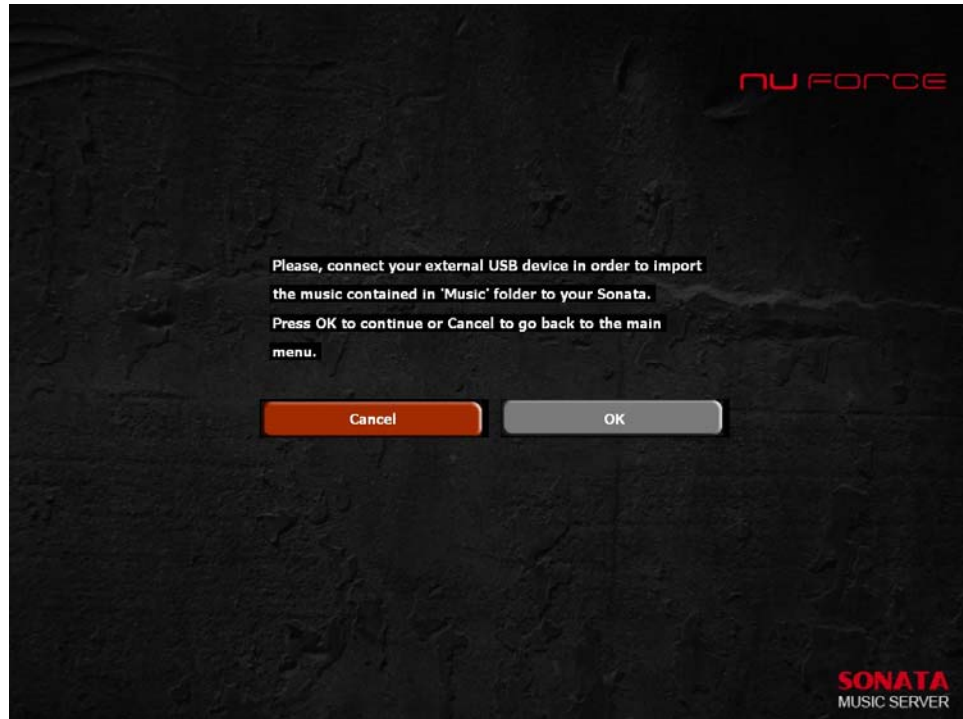 nu force
Please, connect your external USB device in order to import
the music contained in 'Music' folder to your Sonata.
Press OK to continue or Cancel to go back to the main
menu.
Cancel
OK
SONATA
MUSIC SERVER